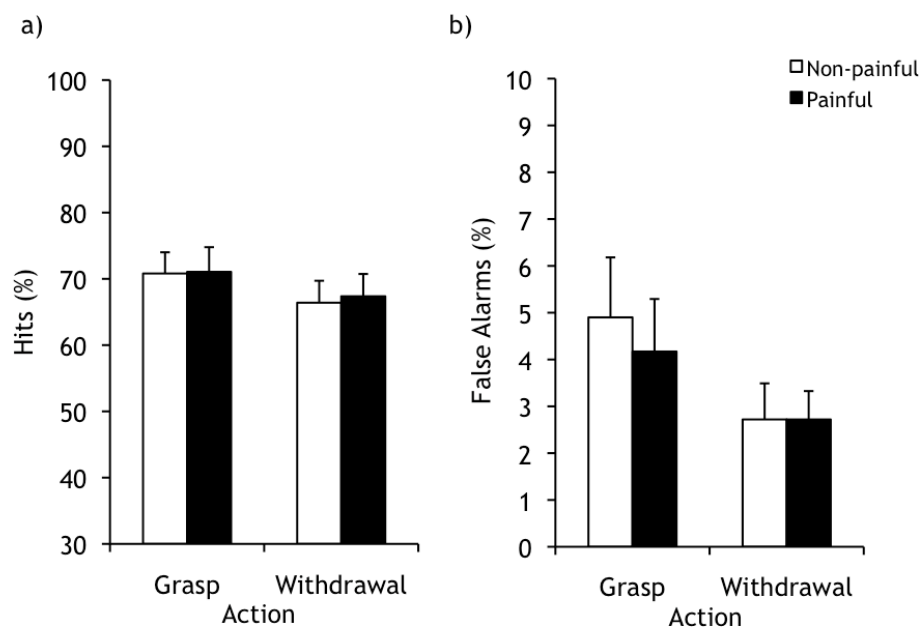 a)
Hits (%)
100
90
80
70
60
50
40
30
Grasp
Withdrawal
Action
b)
Non-painful
Painful
False Alarms (%)
10
9
8
7
6
5
4
3
2
1
0
Grasp
Withdrawal
Action